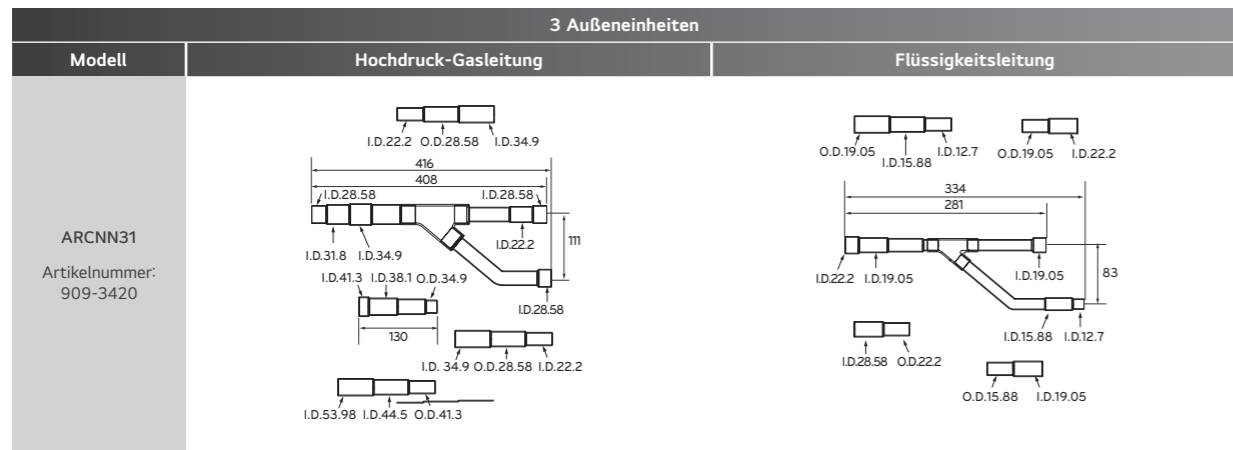 3 Außeneinheiten
Modell
Hochdruck-Gasleitung
Flüssigkeitsleitung
ARCNN31
Artikelnummer:
909-3420
I.D.22.2 O.D.28.58 I.D.34.9
416
408
I.D.28.58 I.D.28.58
111
I.D.22.2
I.D.31.8 I.D.34.9
I.D.41.3 I.D.38.1 O.D.34.9
I.D.28.58
130
I.D. 34.9 O.D.28.58 I.D.22.2
I.D.53.98 I.D.44.5 O.D.41.3
O.D.19.05 I.D.15.88 I.D.12.7
O.D.19.05 I.D.22.2
334
281
83
I.D.22.2 I.D.19.05
I.D.19.05
I.D.15.88 I.D.12.7
I.D.28.58 O.D.22.2
O.D.15.88 I.D.19.05